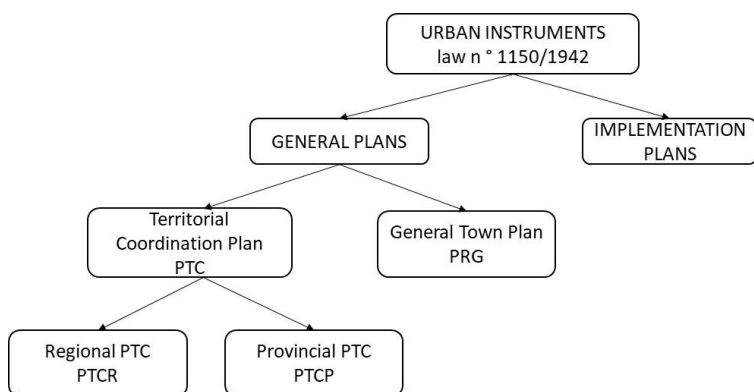 URBAN INSTRUMENTS
law n ° 1150/1942
GENERAL PLANS
IMPLEMENTATION
PLANS
Territorial
Coordination Plan
PTC
General Town Plan
PRG
Regional PTC
PTCR
Provincial PTC
PTCP